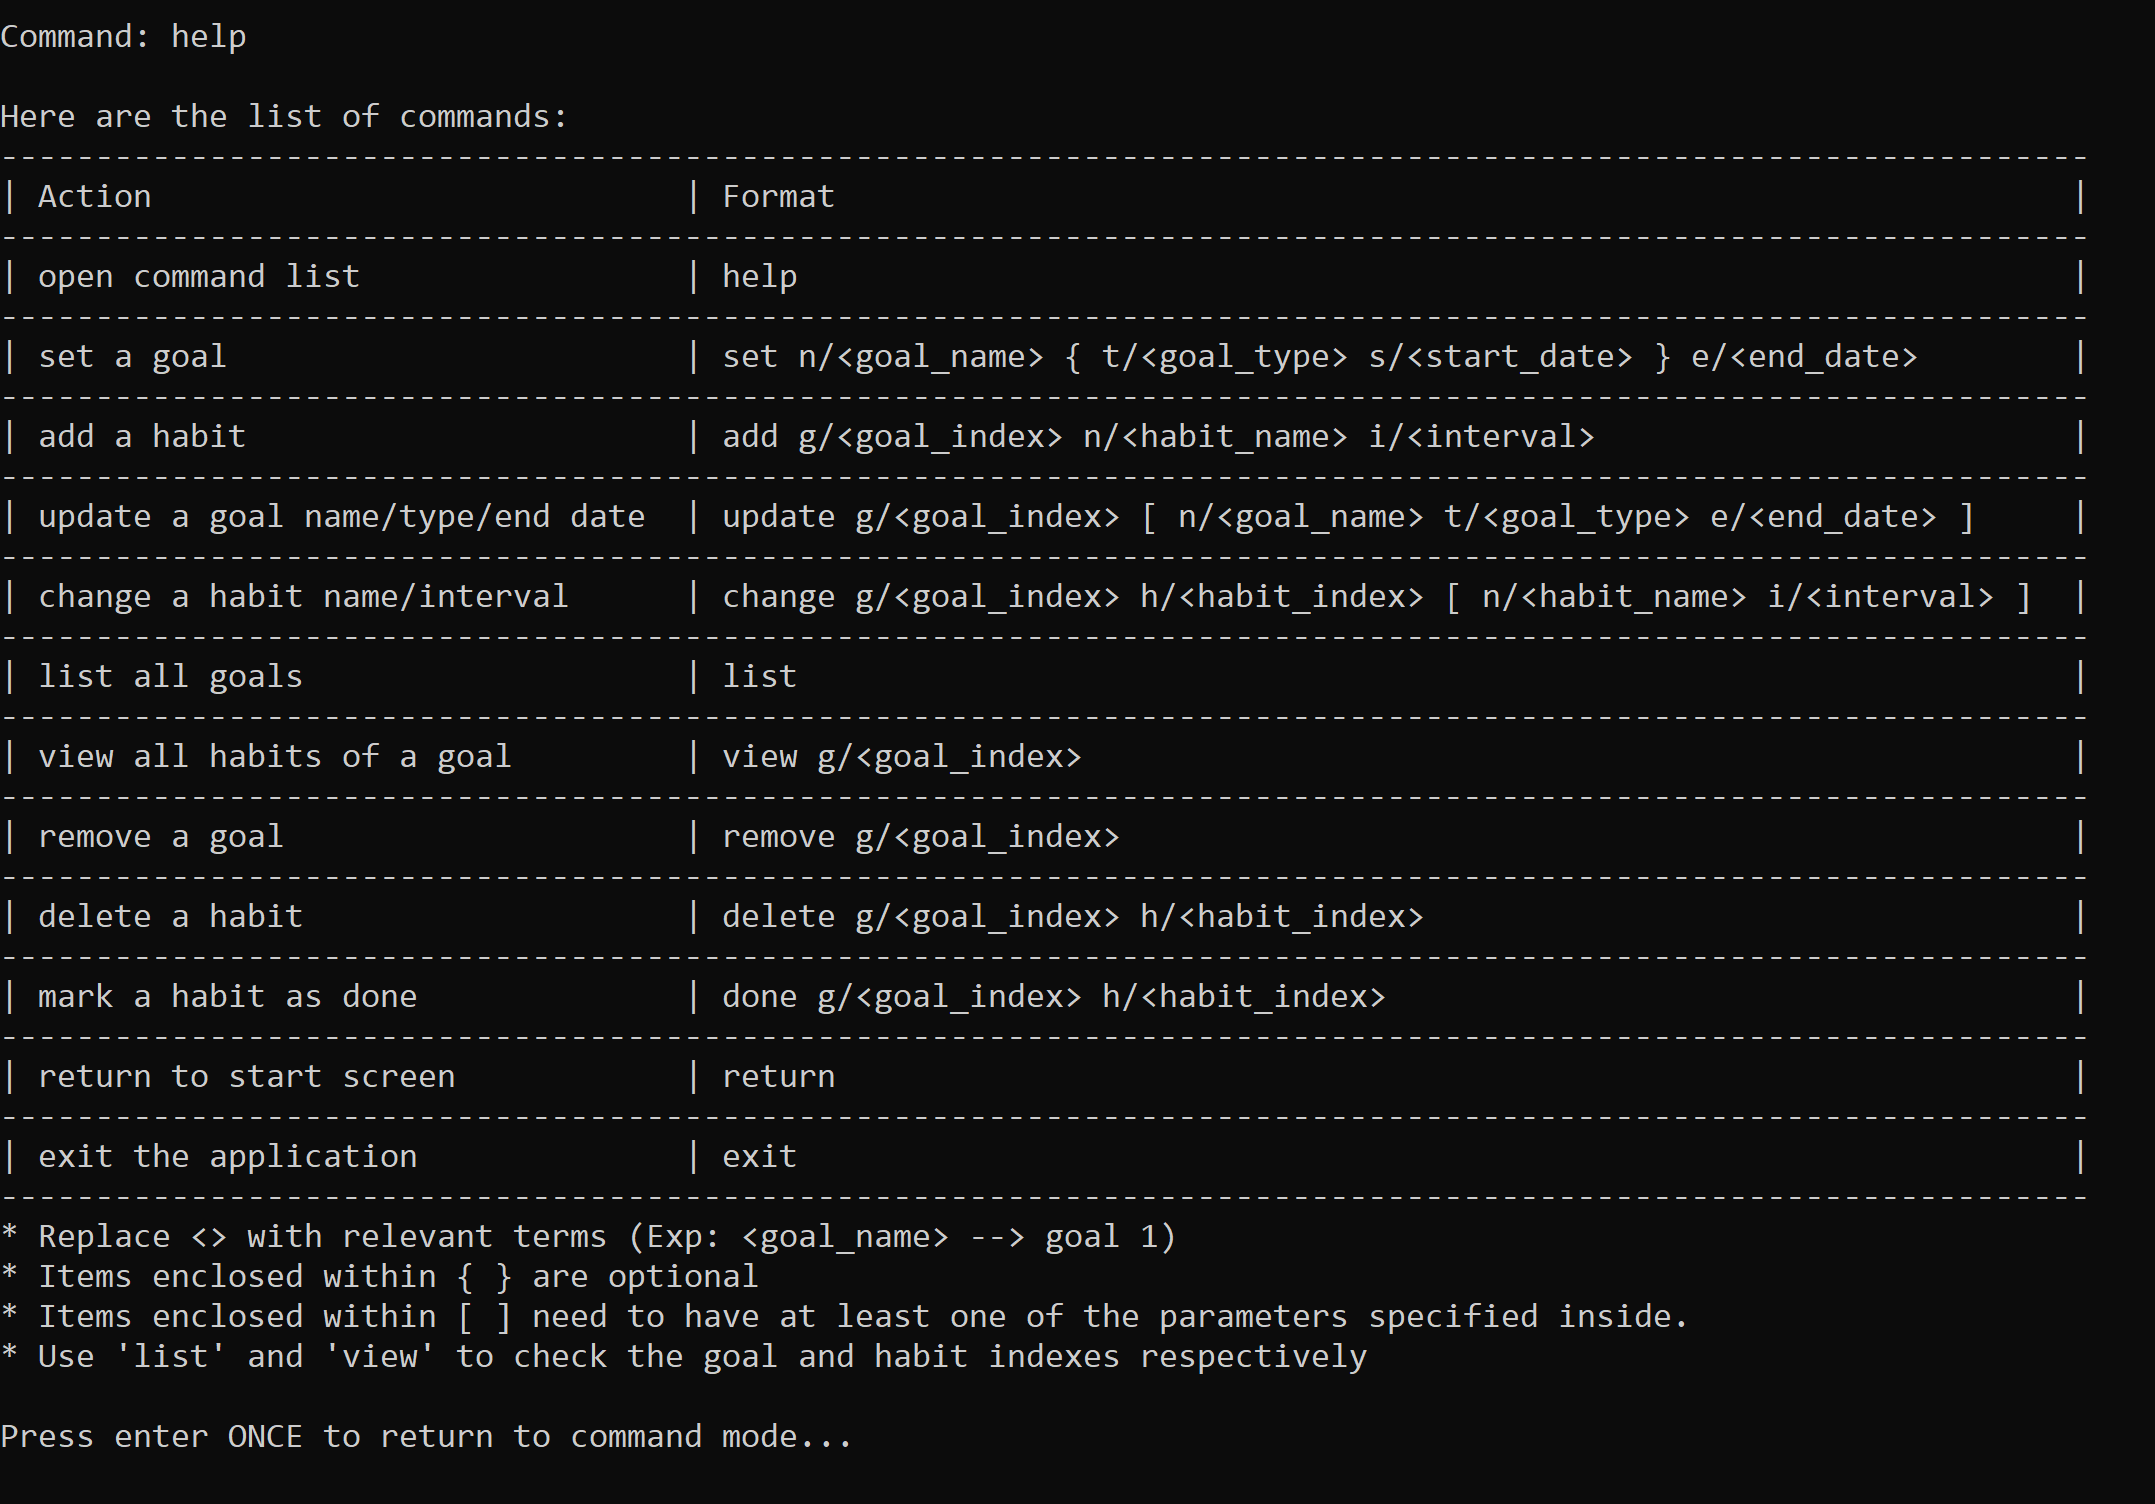 Command: help
Here are the list of commands:
--------------------------------------------------------------------------------------------------------------
| Action                            | Format                                                                 |
--------------------------------------------------------------------------------------------------------------
| open command list                 | help                                                                   |
--------------------------------------------------------------------------------------------------------------
| set a goal                        | set n/<goal_name> { t/<goal_type> s/<start_date> } e/<end_date>        |
--------------------------------------------------------------------------------------------------------------
| add a habit                       | add g/<goal_index> n/<habit_name> i/<interval>                         |
--------------------------------------------------------------------------------------------------------------
| update a goal name/type/end date  | update g/<goal_index> [ n/<goal_name> t/<goal_type> e/<end_date> ]     |
--------------------------------------------------------------------------------------------------------------
| change a habit name/interval      | change g/<goal_index> h/<habit_index> [ n/<habit_name> i/<interval> ]  |
--------------------------------------------------------------------------------------------------------------
| list all goals                    | list                                                                   |
--------------------------------------------------------------------------------------------------------------
| view all habits of a goal         | view g/<goal_index>                                                    |
--------------------------------------------------------------------------------------------------------------
| remove a goal                     | remove g/<goal_index>                                                  |
--------------------------------------------------------------------------------------------------------------
| delete a habit                    | delete g/<goal_index> h/<habit_index>                                  |
--------------------------------------------------------------------------------------------------------------
| mark a habit as done              | done g/<goal_index> h/<habit_index>                                    |
--------------------------------------------------------------------------------------------------------------
| return to start screen            | return                                                                 |
--------------------------------------------------------------------------------------------------------------
| exit the application              | exit                                                                   |
--------------------------------------------------------------------------------------------------------------
* Replace <> with relevant terms (Exp: <goal_name> --> goal 1)
* Items enclosed within { } are optional
* Items enclosed within [ ] need to have at least one of the parameters specified inside.
* Use 'list' and 'view' to check the goal and habit indexes respectively
Press enter ONCE to return to command mode...